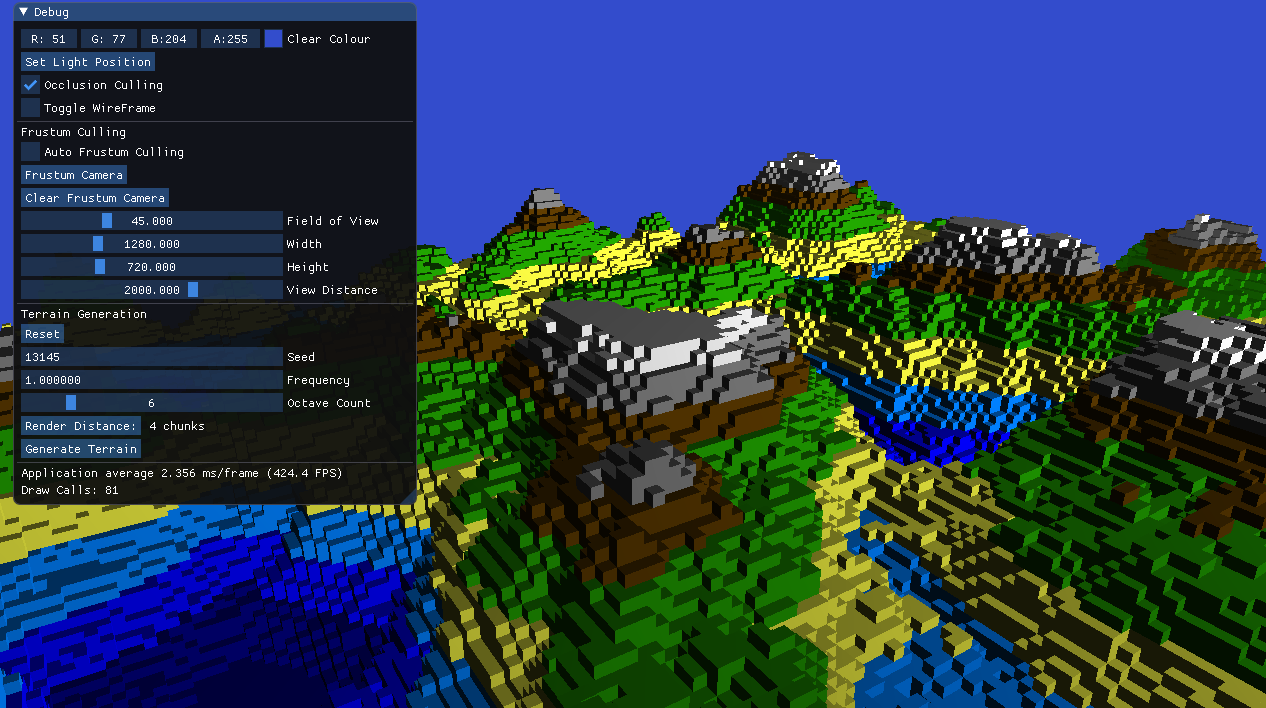 Debug
R: 51 G: 77 B:204 A:255 Clear Colour
Set Light Position
Occlusion Culling
Toggle WireFrame
Frustum Culling
Auto Frustum Culling
Frustum Camera
Clear Frustum Camera
45.000 Field of View
1280.000 Width
720.000 Height
2000.000 View Distance
Terrain Generation
Reset
13145 Seed
1.000000 Frequency
6 Octave Count
Render Distance: 4 chunks
Generate Terrain
Application average 2.356 ms/frame (424.4 FPS)
Draw Calls: 81